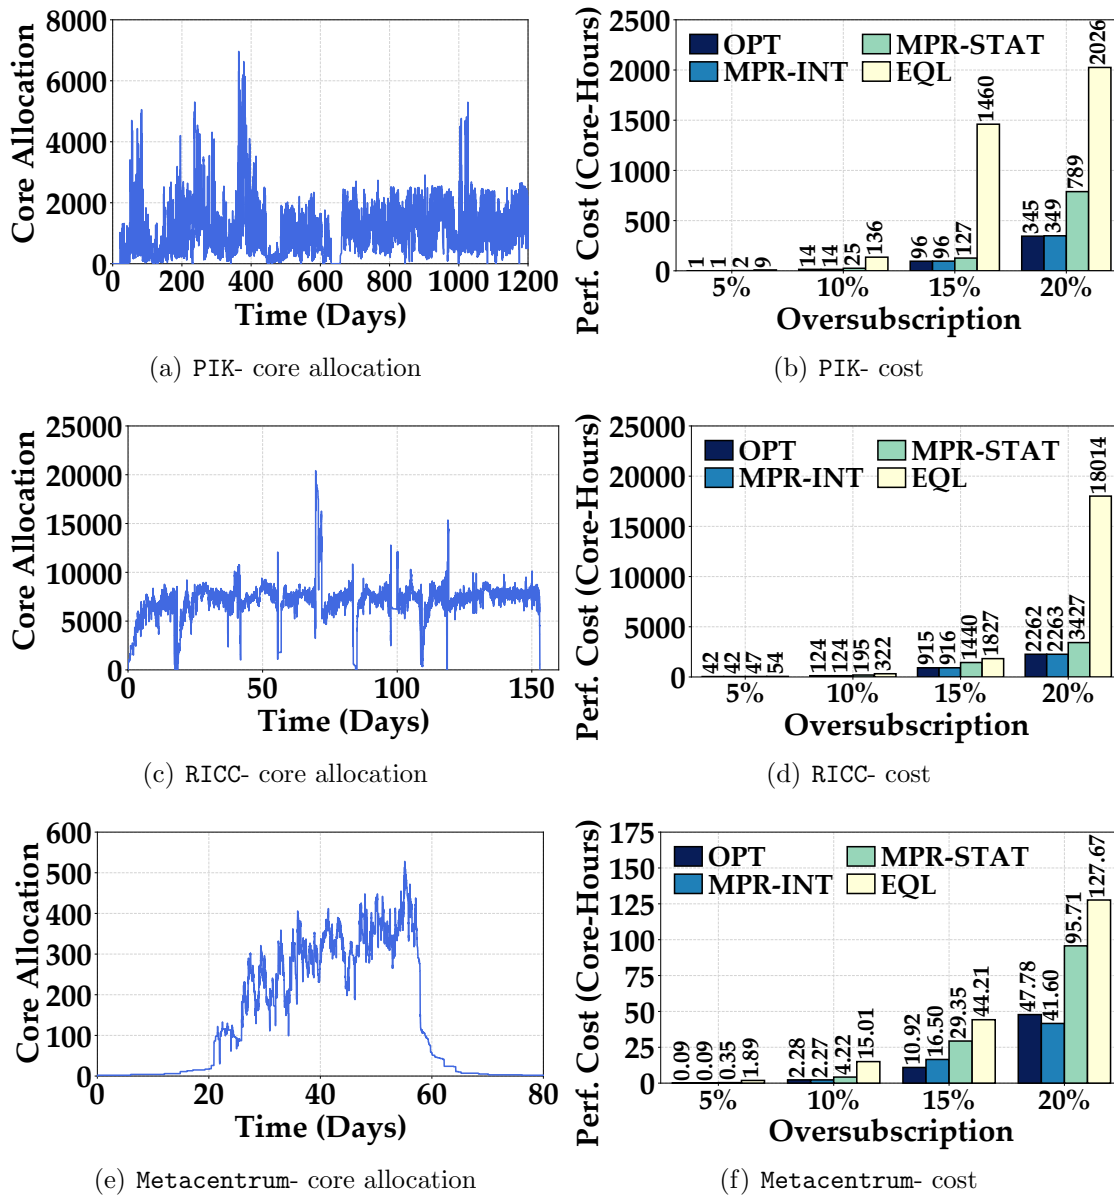 8000
6000
4000
2000
0
0 200 400 600 800 1000 1200
Core Allocation
Time (Days)
(a) PIK- core allocation
2500
2000
1500
1000
500
0
Perf. Cost (Core-Hours)
OPT MPR-STAT
MPR-INT EQL
1 1 2 9
14 14 25 136
96 96 127 1460
345 349 789 2026
5% 10% 15% 20%
Oversubscription
(b) PIK- cost
25000
20000
15000
10000
5000
0
0 50 100 150
Core Allocation
Time (Days)
(c) RICC- core allocation
25000
20000
15000
10000
5000
0
Perf. Cost (Core-Hours)
OPT MPR-STAT
MPR-INT EQL
42 42 47 54
124 124 195 322
915 916 1440 1827
2262 2263 3427 18014
5% 10% 15% 20%
Oversubscription
(d) RICC- cost
600
500
400
300
200
100
0
0 20 40 60 80
Core Allocation
Time (Days)
(e) Metacentrum- core allocation
175
150
125
100
75
50
25
0
Perf. Cost (Core-Hours)
OPT MPR-STAT
MPR-INT EQL
0.09 0.09 0.35 1.89
2.28 2.27 4.22 15.01
10.92 16.50 29.35 44.21
47.78 41.60 95.71 127.67
5% 10% 15% 20%
Oversubscription
(f) Metacentrum- cost